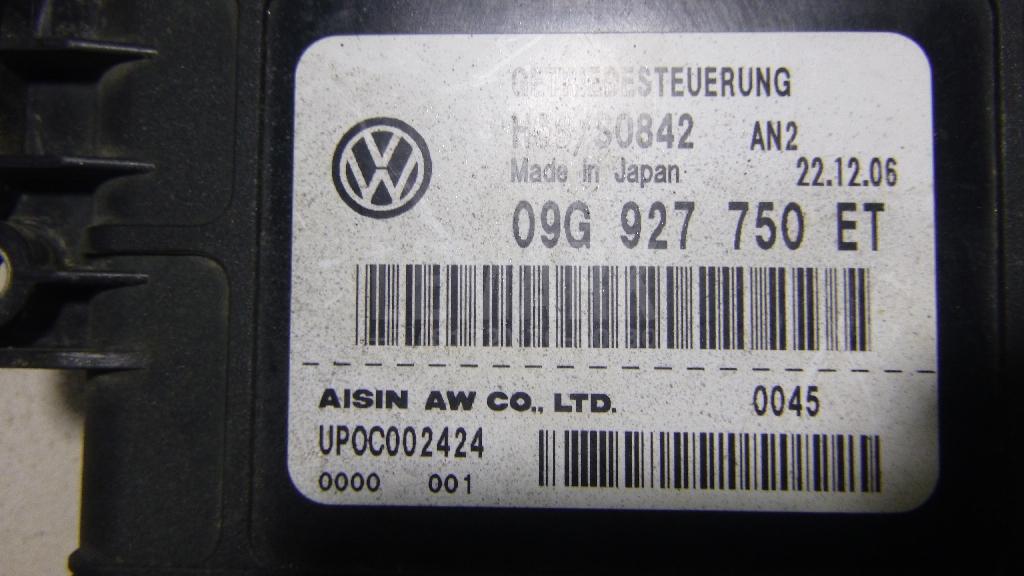 GETRIEBESTEUERUNG
AN2
Made in Japan 22.12.06
09G 927 750 ET
AISIN AW CO., LTD. 0045
UPOC002424
0000 001